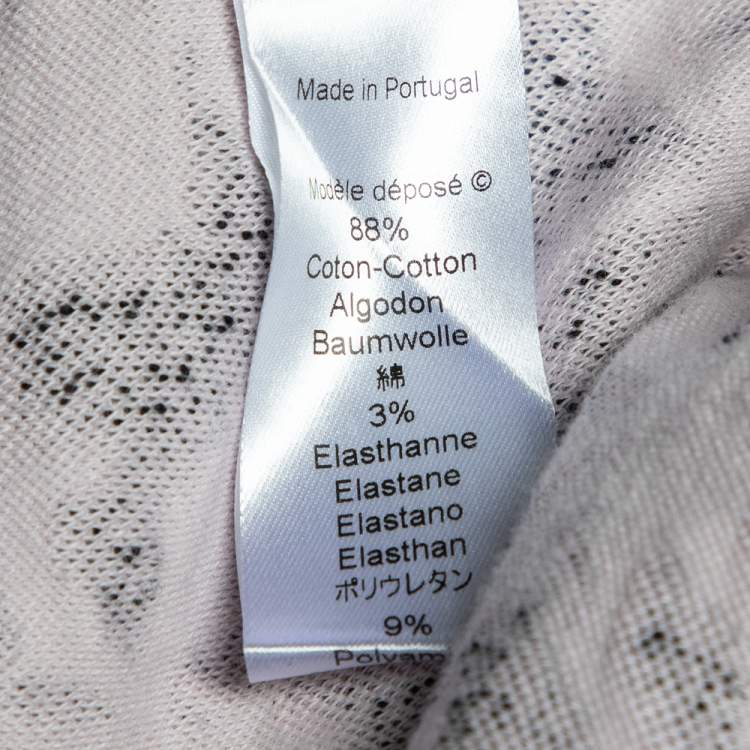 Made in Portugal
Modèle déposé ©
88%
Coton-Cotton
Algodon
Baumwolle
綿
3%
Elasthanne
Elastane
Elastano
Elasthan
ポリウレタン
9%